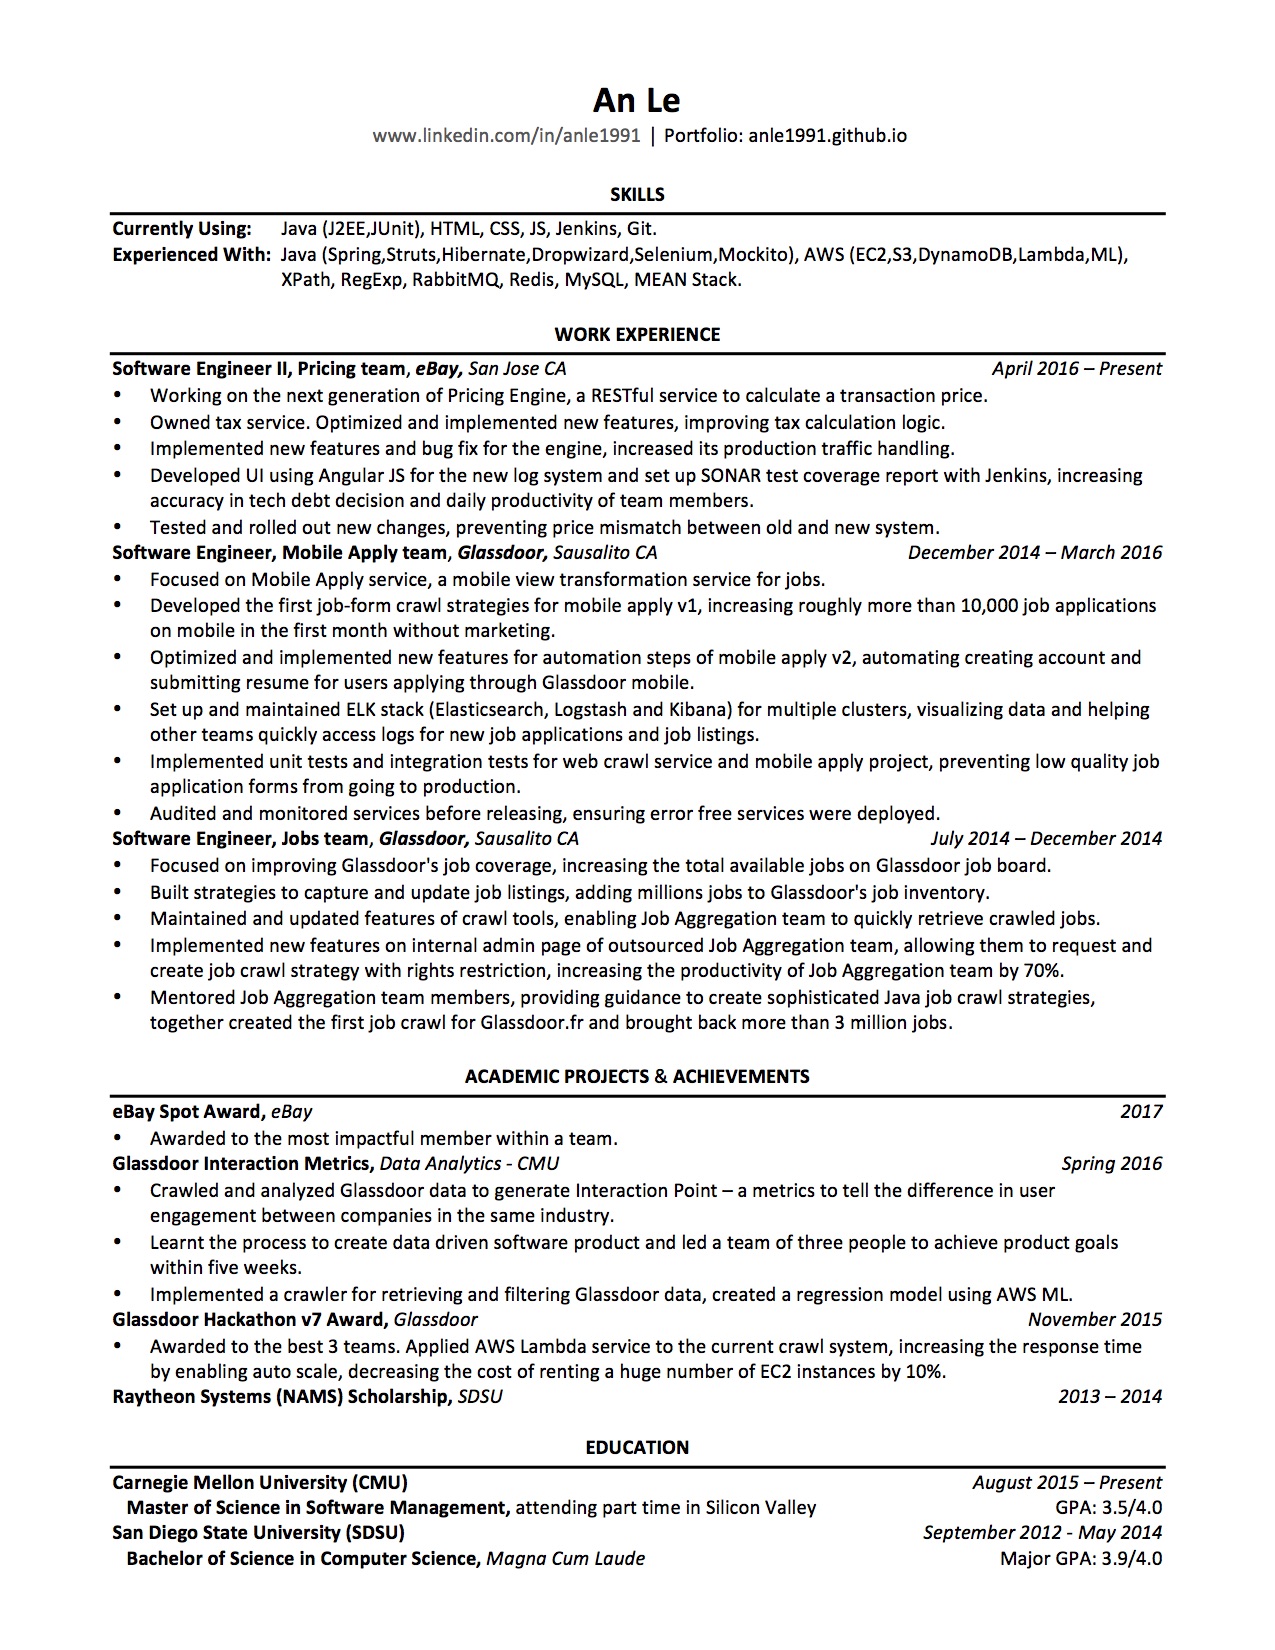 An Le
www.linkedin.com/in/anle1991 | Portfolio: anle1991.github.io
SKILLS
Currently Using: Java (J2EE,JUnit), HTML, CSS, JS, Jenkins, Git.
Experienced With: Java (Spring,Struts,Hibernate,Dropwizard,Selenium,Mockito), AWS (EC2,S3,DynamoDB,Lambda,ML),
XPath, RegExp, RabbitMQ, Redis, MySQL, MEAN Stack.
WORK EXPERIENCE
Software Engineer II, Pricing team, eBay, San Jose CA April 2016 – Present
• Working on the next generation of Pricing Engine, a RESTful service to calculate a transaction price.
• Owned tax service. Optimized and implemented new features, improving tax calculation logic.
• Implemented new features and bug fix for the engine, increased its production traffic handling.
• Developed UI using Angular JS for the new log system and set up SONAR test coverage report with Jenkins, increasing
accuracy in tech debt decision and daily productivity of team members.
• Tested and rolled out new changes, preventing price mismatch between old and new system.
Software Engineer, Mobile Apply team, Glassdoor, Sausalito CA December 2014 – March 2016
• Focused on Mobile Apply service, a mobile view transformation service for jobs.
• Developed the first job-form crawl strategies for mobile apply v1, increasing roughly more than 10,000 job applications
on mobile in the first month without marketing.
• Optimized and implemented new features for automation steps of mobile apply v2, automating creating account and
submitting resume for users applying through Glassdoor mobile.
• Set up and maintained ELK stack (Elasticsearch, Logstash and Kibana) for multiple clusters, visualizing data and helping
other teams quickly access logs for new job applications and job listings.
• Implemented unit tests and integration tests for web crawl service and mobile apply project, preventing low quality job
application forms from going to production.
• Audited and monitored services before releasing, ensuring error free services were deployed.
Software Engineer, Jobs team, Glassdoor, Sausalito CA July 2014 – December 2014
• Focused on improving Glassdoor's job coverage, increasing the total available jobs on Glassdoor job board.
• Built strategies to capture and update job listings, adding millions jobs to Glassdoor's job inventory.
• Maintained and updated features of crawl tools, enabling Job Aggregation team to quickly retrieve crawled jobs.
• Implemented new features on internal admin page of outsourced Job Aggregation team, allowing them to request and
create job crawl strategy with rights restriction, increasing the productivity of Job Aggregation team by 70%.
• Mentored Job Aggregation team members, providing guidance to create sophisticated Java job crawl strategies,
together created the first job crawl for Glassdoor.fr and brought back more than 3 million jobs.
ACADEMIC PROJECTS & ACHIEVEMENTS
eBay Spot Award, eBay 2017
• Awarded to the most impactful member within a team.
Glassdoor Interaction Metrics, Data Analytics - CMU Spring 2016
• Crawled and analyzed Glassdoor data to generate Interaction Point – a metrics to tell the difference in user
engagement between companies in the same industry.
• Learnt the process to create data driven software product and led a team of three people to achieve product goals
within five weeks.
• Implemented a crawler for retrieving and filtering Glassdoor data, created a regression model using AWS ML.
Glassdoor Hackathon v7 Award, Glassdoor November 2015
• Awarded to the best 3 teams. Applied AWS Lambda service to the current crawl system, increasing the response time
by enabling auto scale, decreasing the cost of renting a huge number of EC2 instances by 10%.
Raytheon Systems (NAMS) Scholarship, SDSU 2013 – 2014
EDUCATION
Carnegie Mellon University (CMU) August 2015 – Present
Master of Science in Software Management, attending part time in Silicon Valley GPA: 3.5/4.0
San Diego State University (SDSU) September 2012 - May 2014
Bachelor of Science in Computer Science, Magna Cum Laude Major GPA: 3.9/4.0